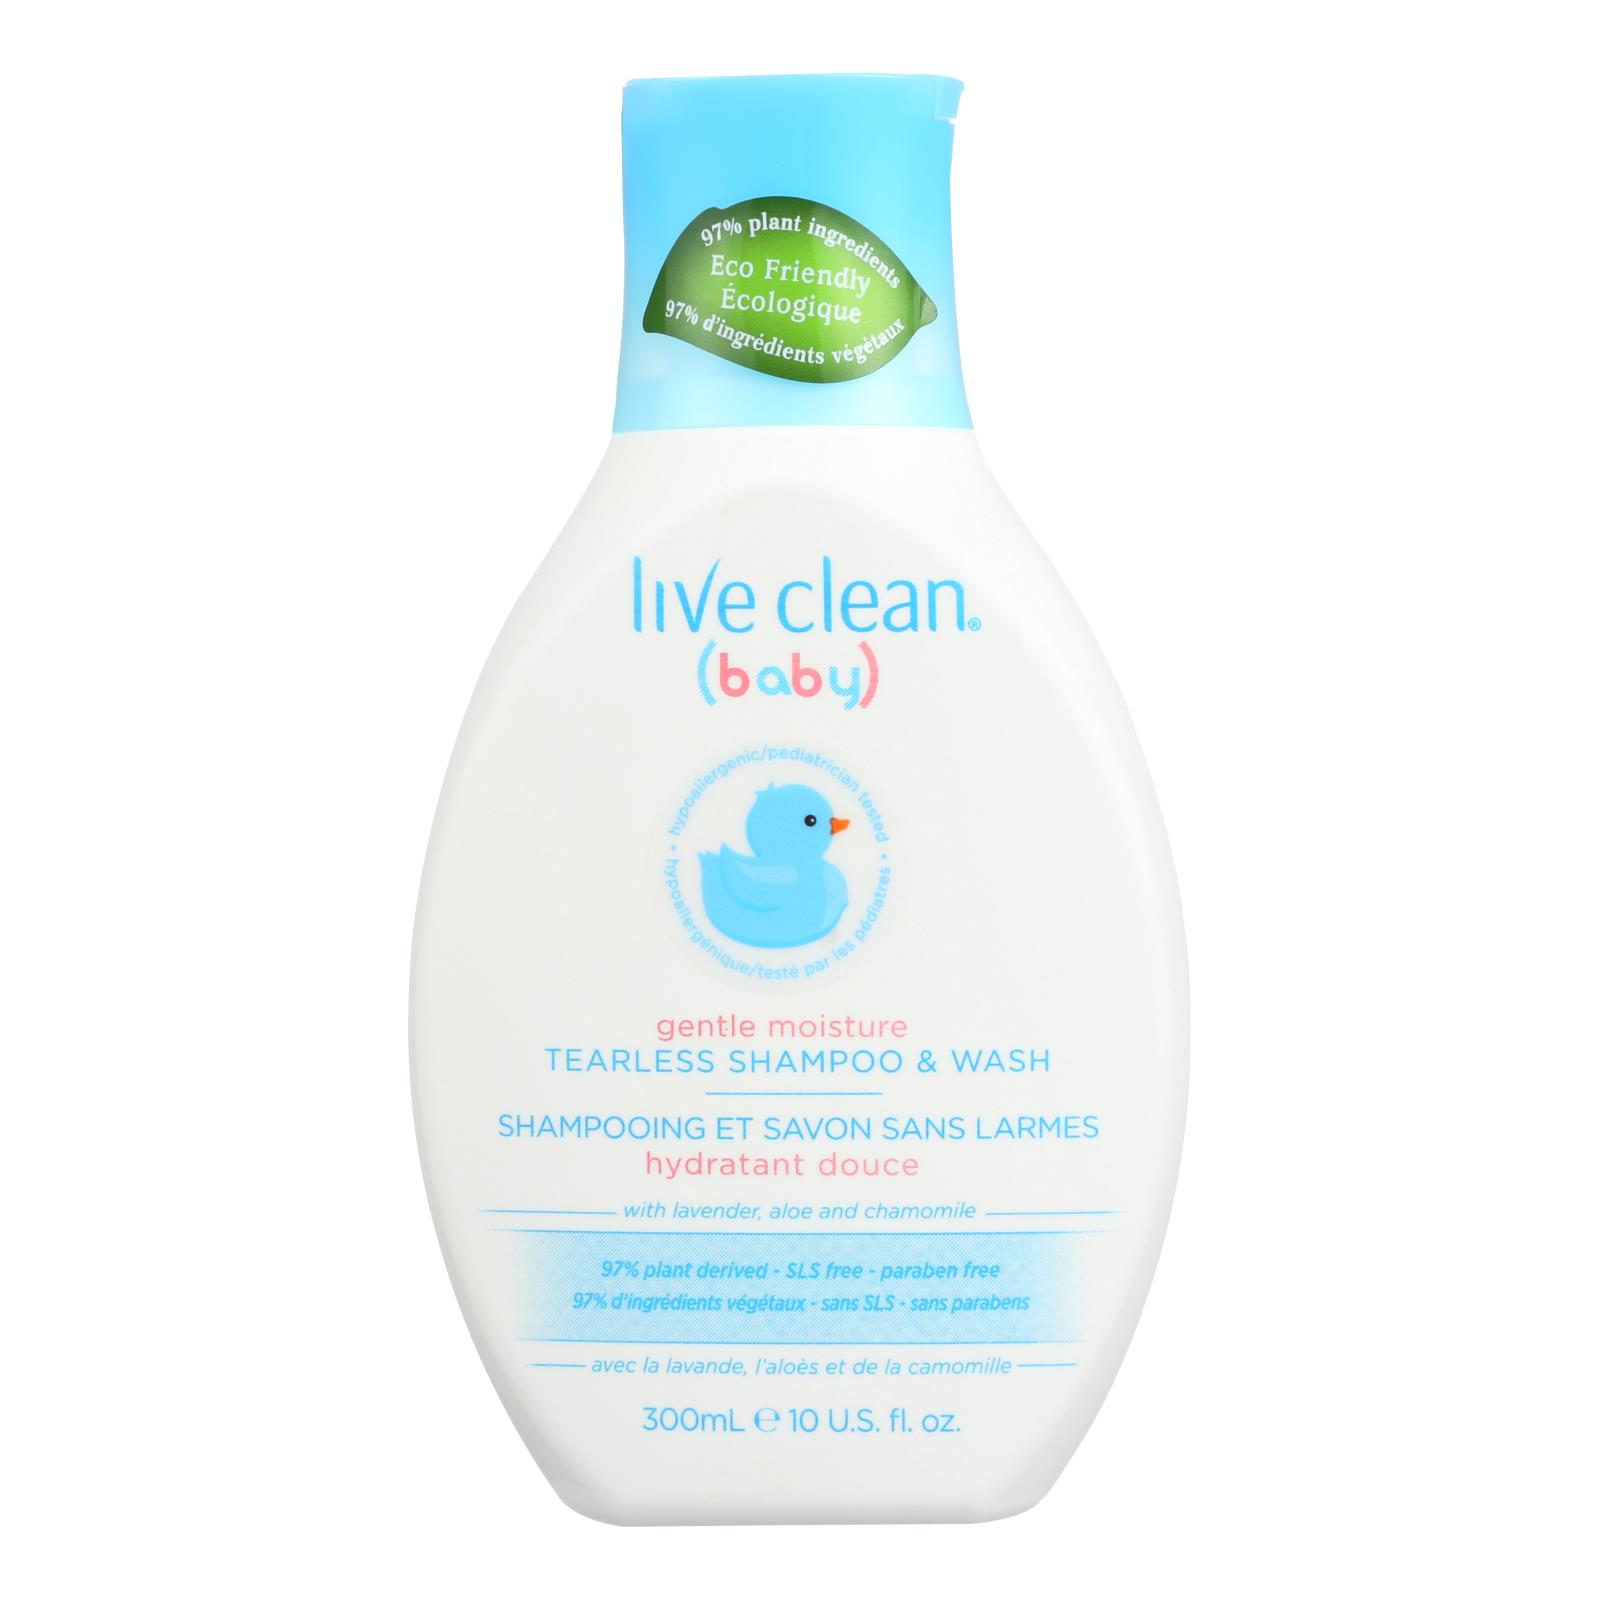 97% plant ingredients
Eco Friendly
Écologique
97% d'ingrédients végétaux
live clean®
(baby)
hypoallergenic/pediatrician tested •
hypoallergénique/testé par les pédiatres •
gentle moisture
TEARLESS SHAMPOO & WASH
SHAMPOOING ET SAVON SANS LARMES
hydratant douce
with lavender, aloe and chamomile
97% plant derived - SLS free - paraben free
97% d'ingrédients végétaux - sans SLS - sans parabens
avec la lavande, l'aloès et de la camomille
300mL ℮ 10 U.S. fl. oz.